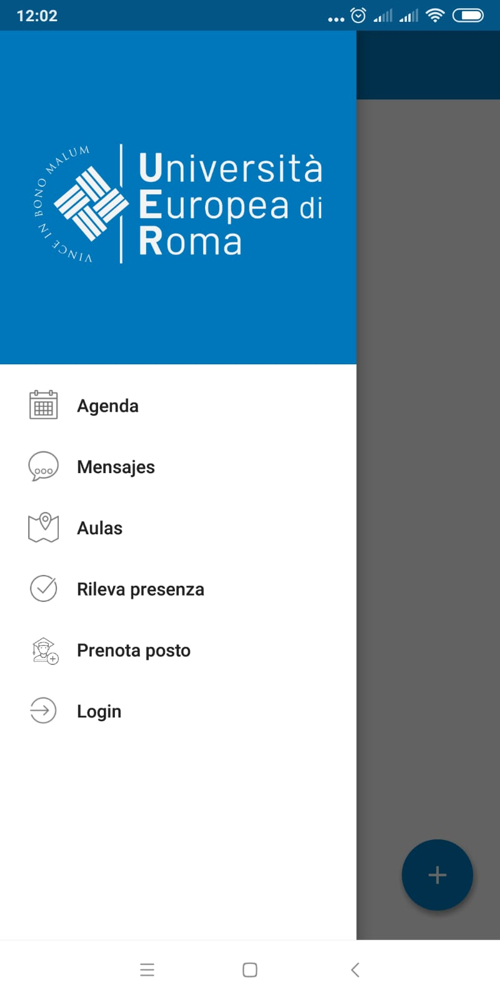 12:02
VINCE IN BONO MALUM
Università
Europea di
Roma
Agenda
Mensajes
Aulas
Rileva presenza
Prenota posto
Login